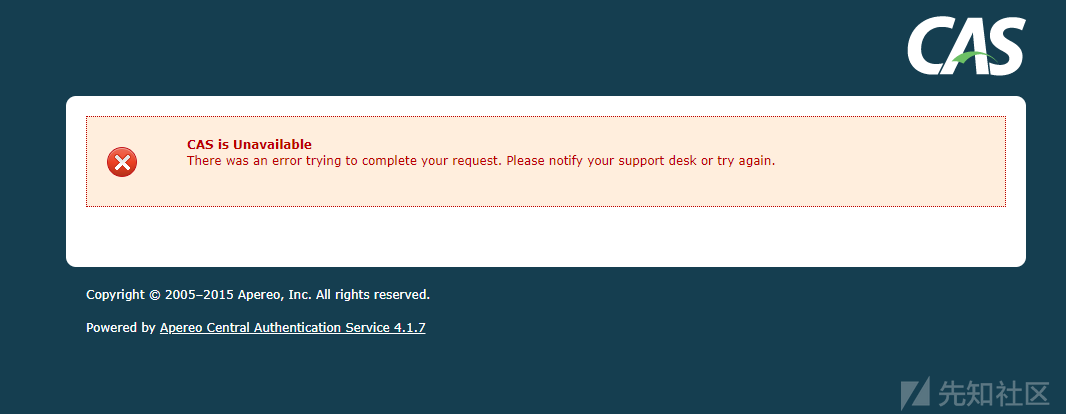 CAS
CAS is Unavailable
There was an error trying to complete your request. Please notify your support desk or try again.
Copyright © 2005–2015 Apereo, Inc. All rights reserved.
Powered by Apereo Central Authentication Service 4.1.7
先知社区